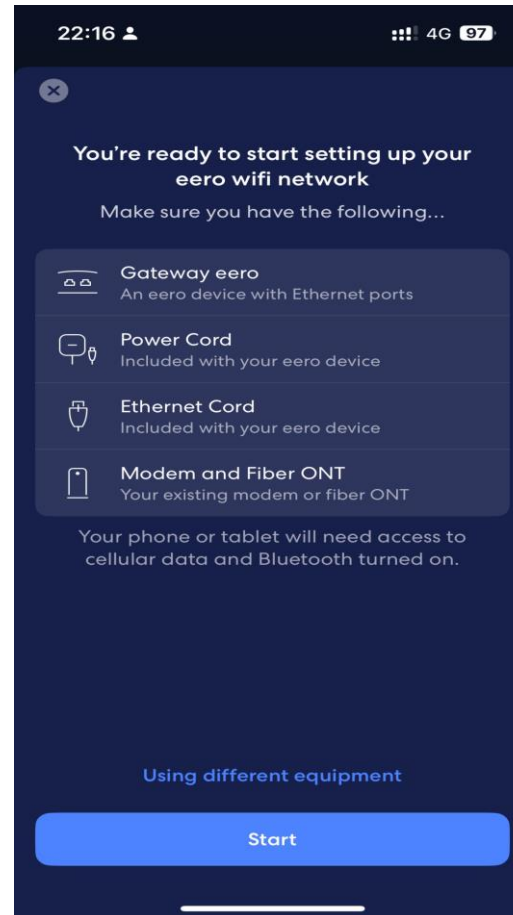 22:16
4G 97
You’re ready to start setting up your
eero wifi network
Make sure you have the following...
Gateway eero
An eero device with Ethernet ports
Power Cord
Included with your eero device
Ethernet Cord
Included with your eero device
Modem and Fiber ONT
Your existing modem or fiber ONT
Your phone or tablet will need access to
cellular data and Bluetooth turned on.
Using different equipment
Start